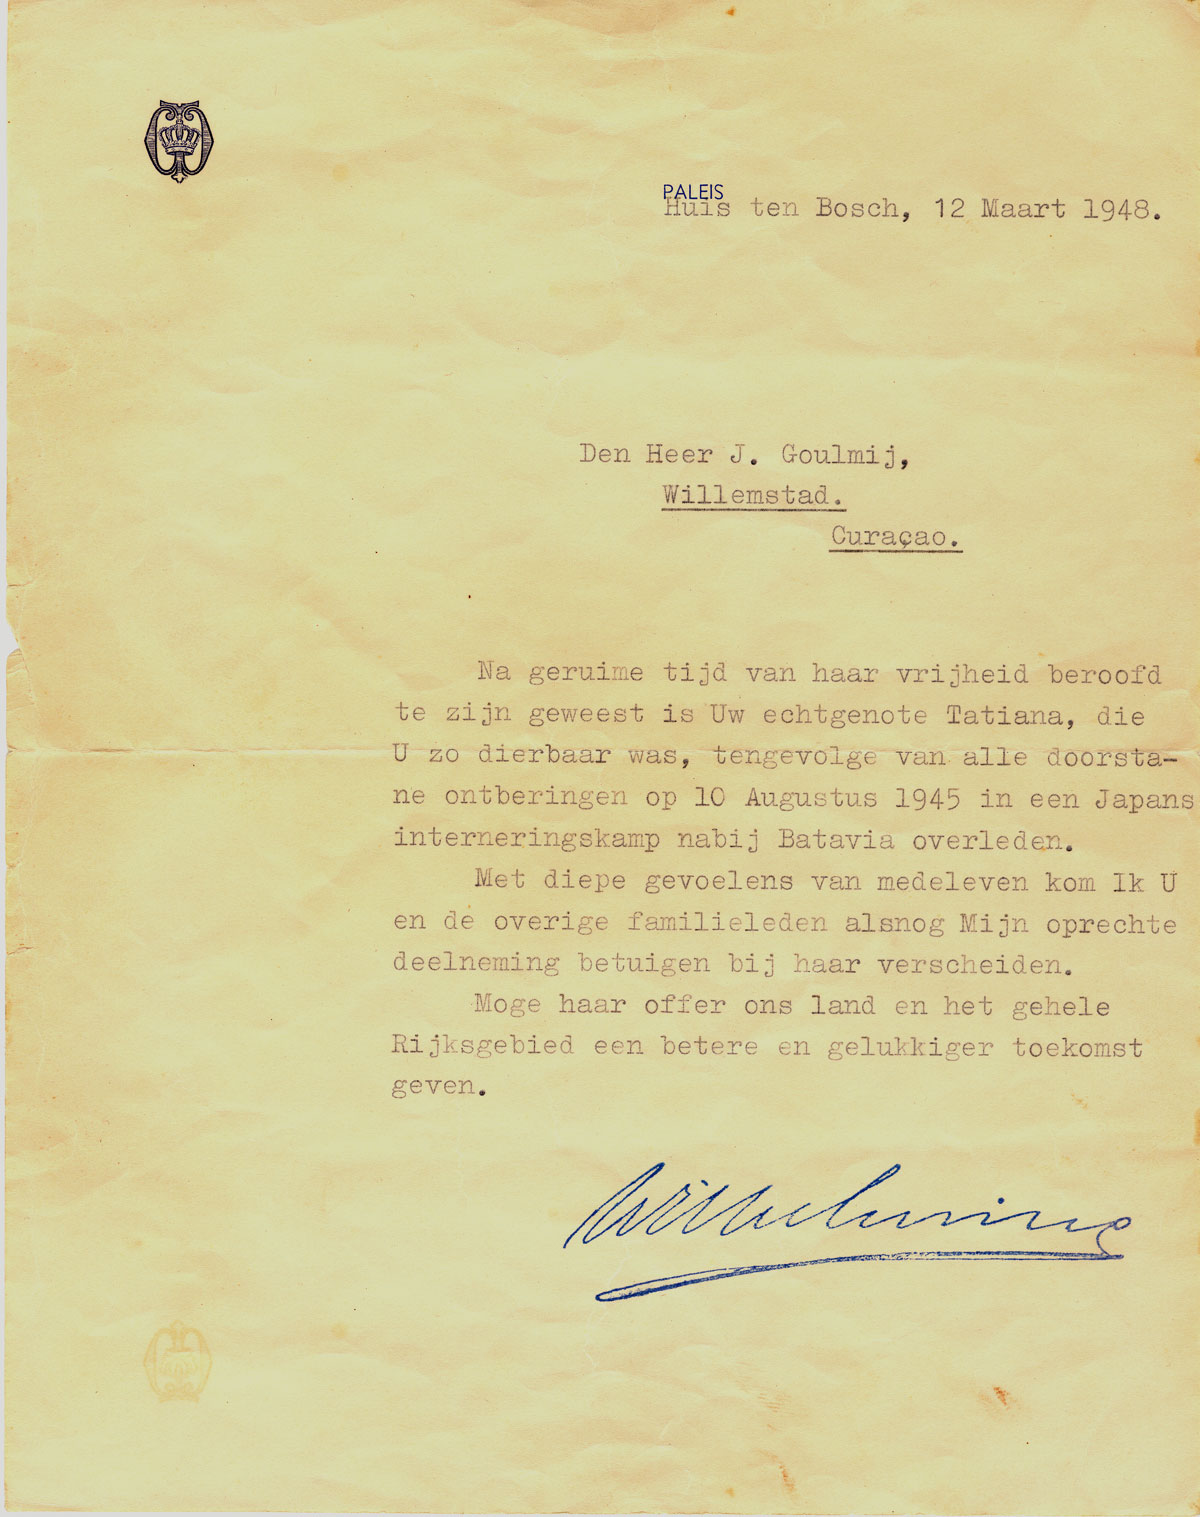 PALEIS
Huis ten Bosch, 12 Maart 1948.
Den Heer J. Goulmij,
Willemstad.
Curaçao.
Na geruime tijd van haar vrijheid beroofd
te zijn geweest is Uw echtgenote Tatiana, die
U zo dierbaar was, tengevolge van alle doorsta-
ne ontberingen op 10 Augustus 1945 in een Japans
interneringskamp nabij Batavia overleden.
Met diepe gevoelens van medeleven kom Ik U
en de overige familieleden alsnog Mijn oprechte
deelneming betuigen bij haar verscheiden.
Moge haar offer ons land en het gehele
Rijksgebied een betere en gelukkiger toekomst
geven.
Wilhelmina